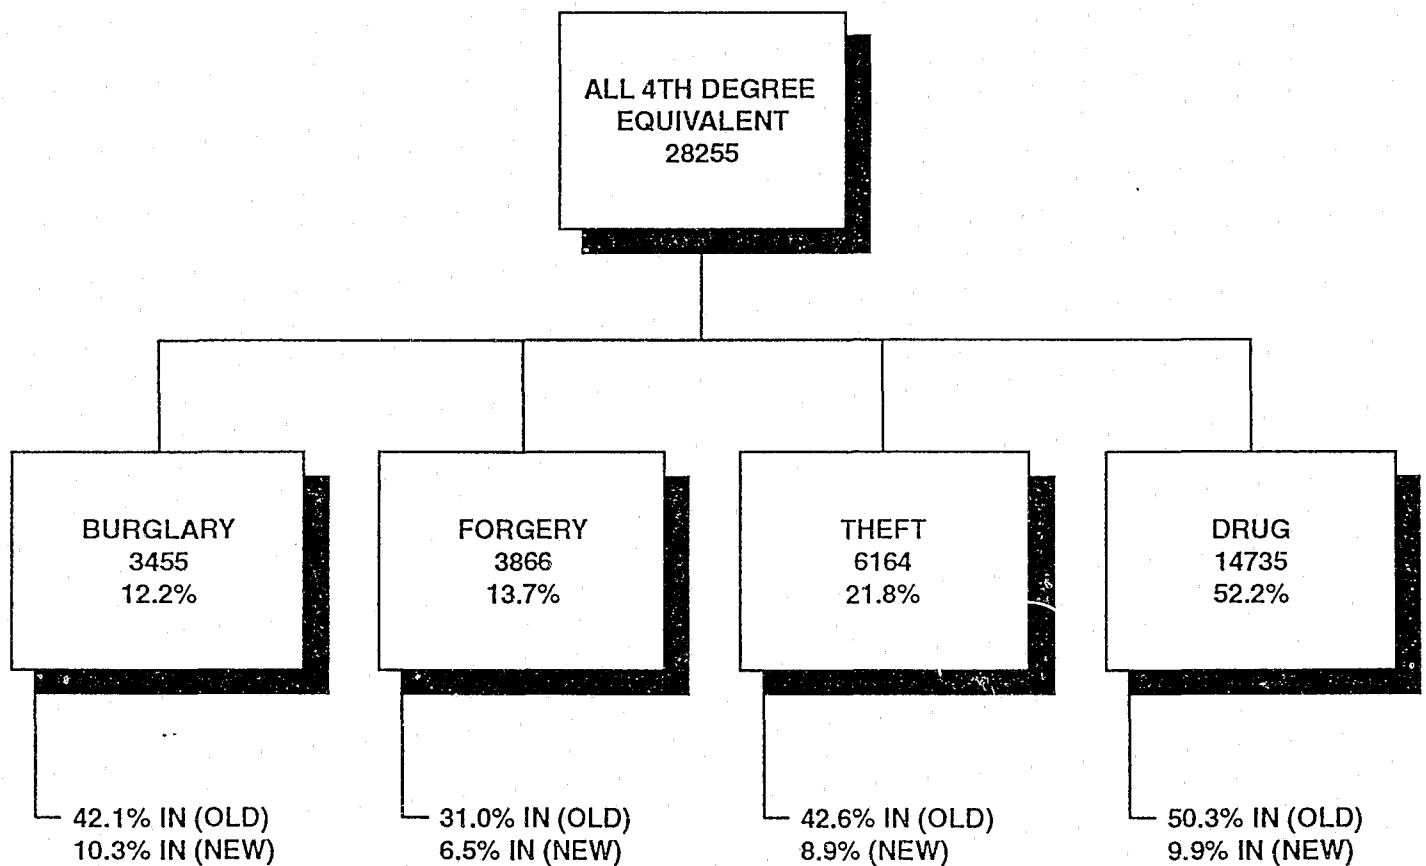 ALL 4TH DEGREE
EQUIVALENT
28255
BURGLARY
3455
12.2%
FORGERY
3866
13.7%
THEFT
6164
21.8%
DRUG
14735
52.2%
42.1% IN (OLD)
10.3% IN (NEW)
31.0% IN (OLD)
6.5% IN (NEW)
42.6% IN (OLD)
8.9% (NEW)
50.3% IN (OLD)
9.9% IN (NEW)